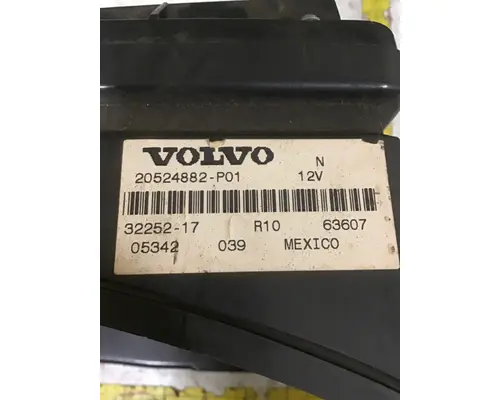 VOLVO N
20524882-P01 12V
32252-17 R10 63607
05342 039 MEXICO